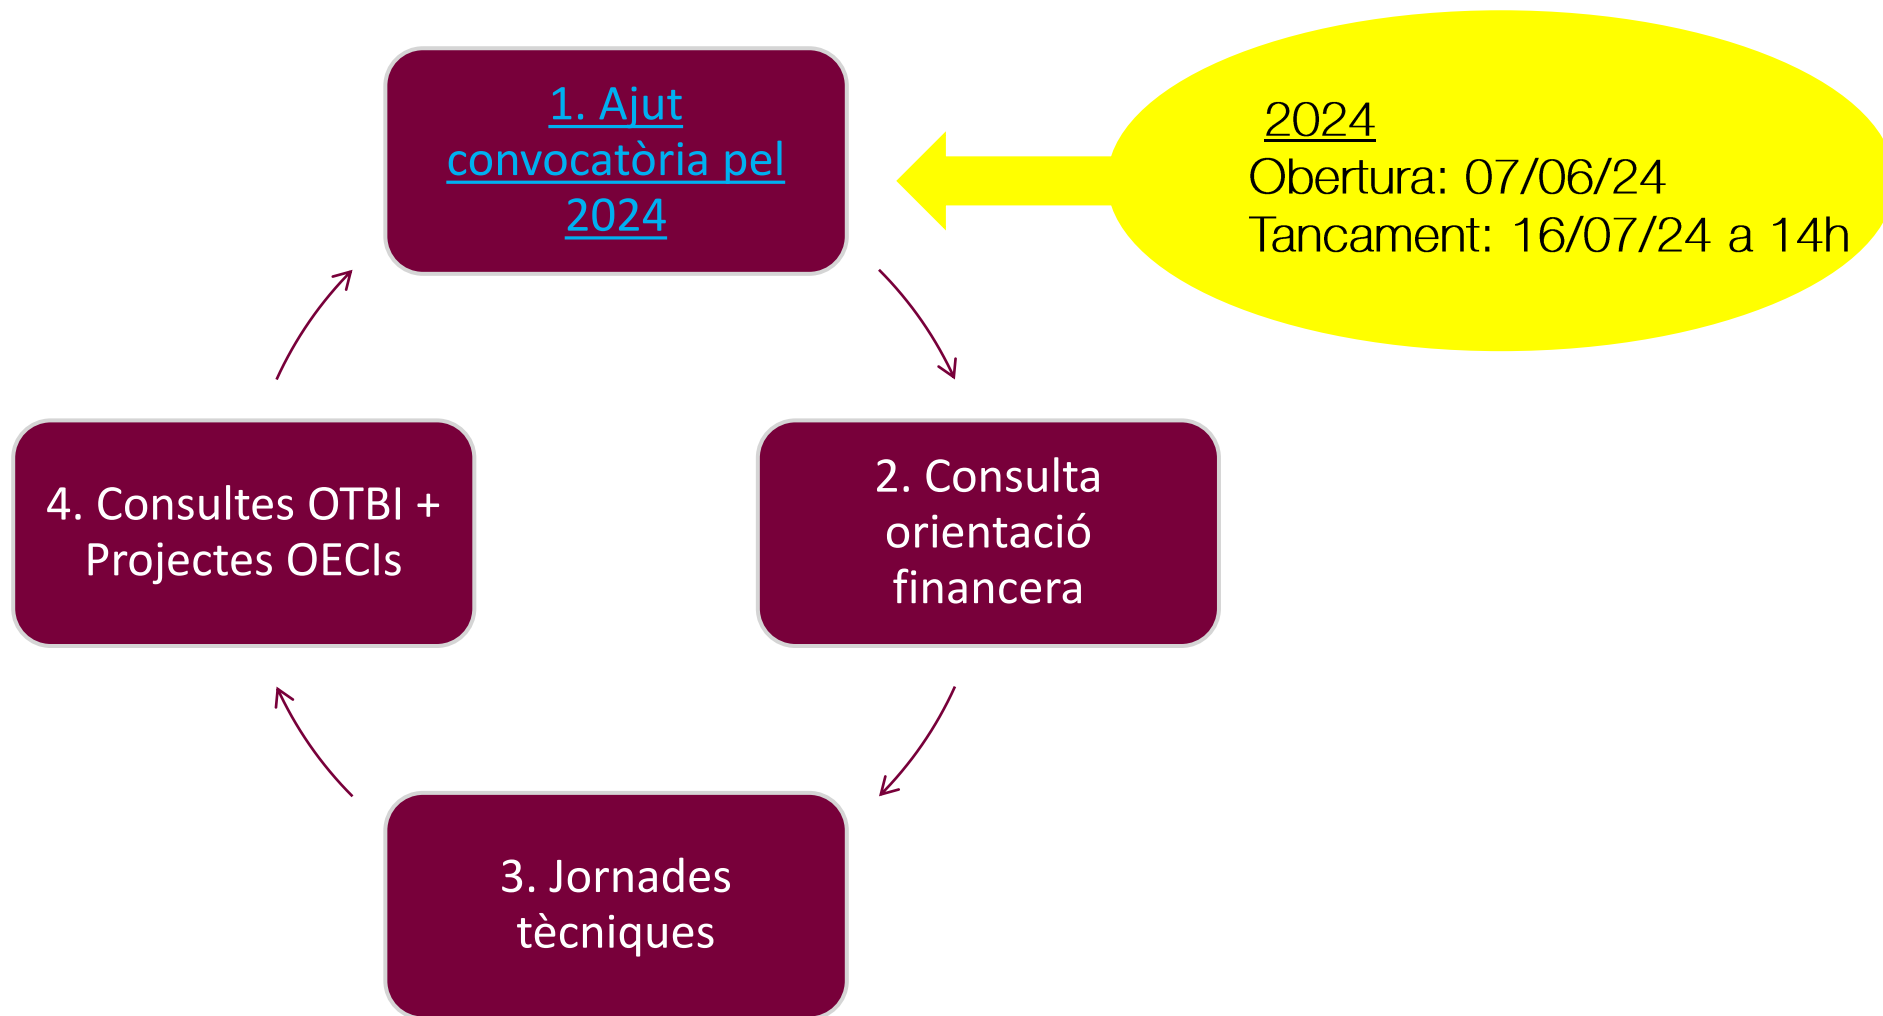 1. Ajut
convocatòria pel
2024
2024
Obertura: 07/06/24
Tancament: 16/07/24 a 14h
2. Consulta
orientació
financera
3. Jornades
tècniques
4. Consultes OTBI +
Projectes OECIs